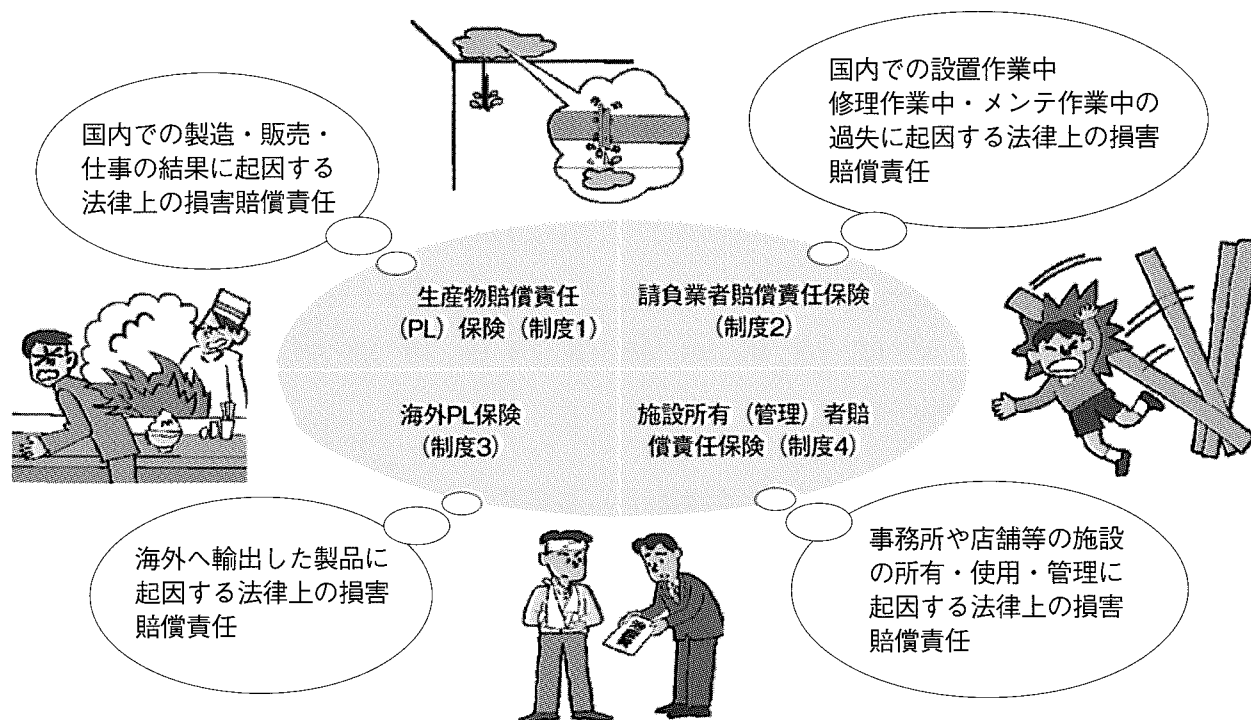 国内での製造・販売・
仕事の結果に起因する
法律上の損害賠償責任
国内での設置作業中
修理作業中・メンテ作業中の
過失に起因する法律上の損害
賠償責任
生産物賠償責任
(PL)保険(制度1)
請負業者賠償責任保険
(制度2)
海外PL保険
(制度3)
施設所有(管理)者賠
償責任保険(制度4)
海外へ輸出した製品に
起因する法律上の損害
賠償責任
事務所や店舗等の施設
の所有・使用・管理に
起因する法律上の損害
賠償責任